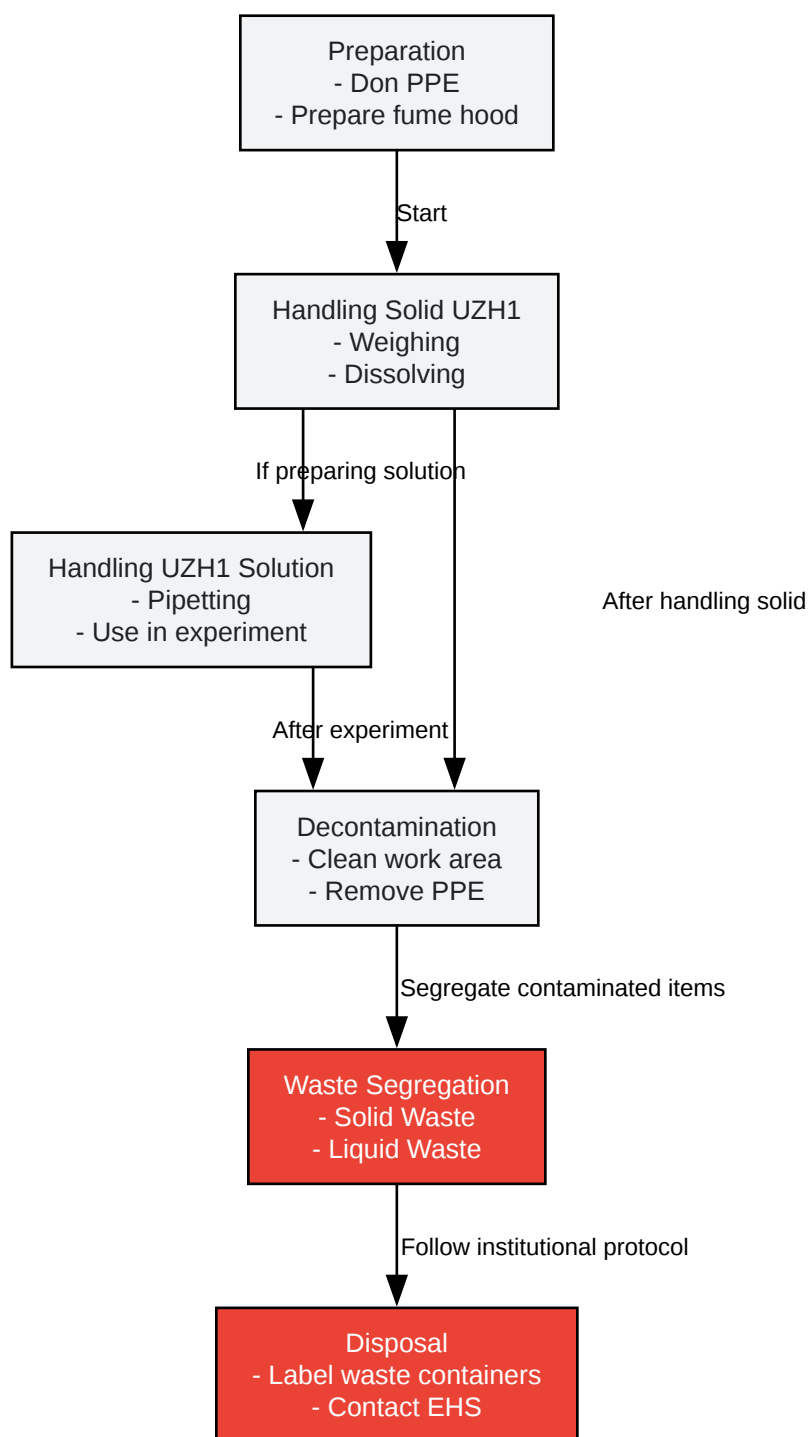 Preparation
- Don PPE
- Prepare fume hood
Start
Handling Solid UZH1
- Weighing
- Dissolving
If preparing solution
Handling UZH1 Solution
- Pipetting
- Use in experiment
After handling solid
After experiment
Decontamination
- Clean work area
- Remove PPE
Segregate contaminated items
Waste Segregation
- Solid Waste
- Liquid Waste
Follow institutional protocol
Disposal
- Label waste containers
- Contact EHS